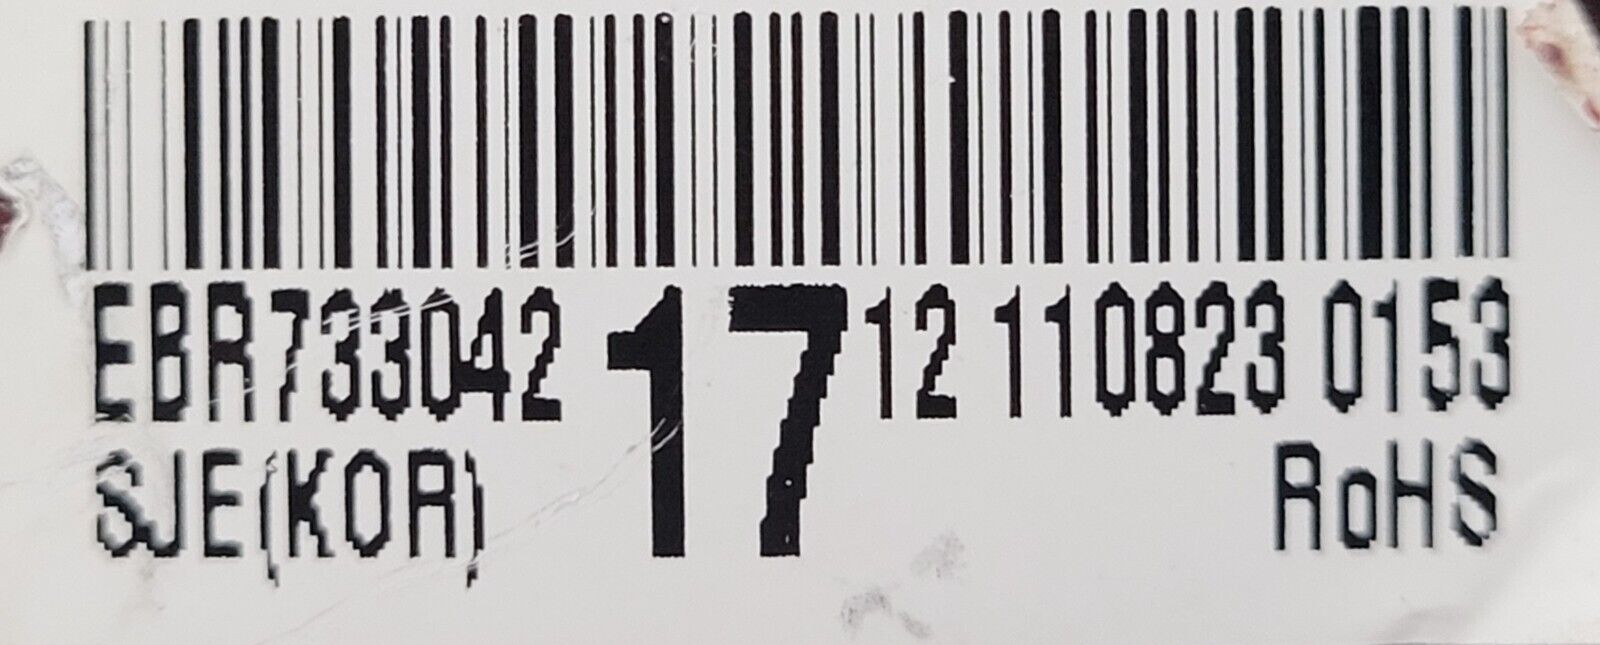 EBR733042 17 12 110823 0153
SJE(KOR) RoHS